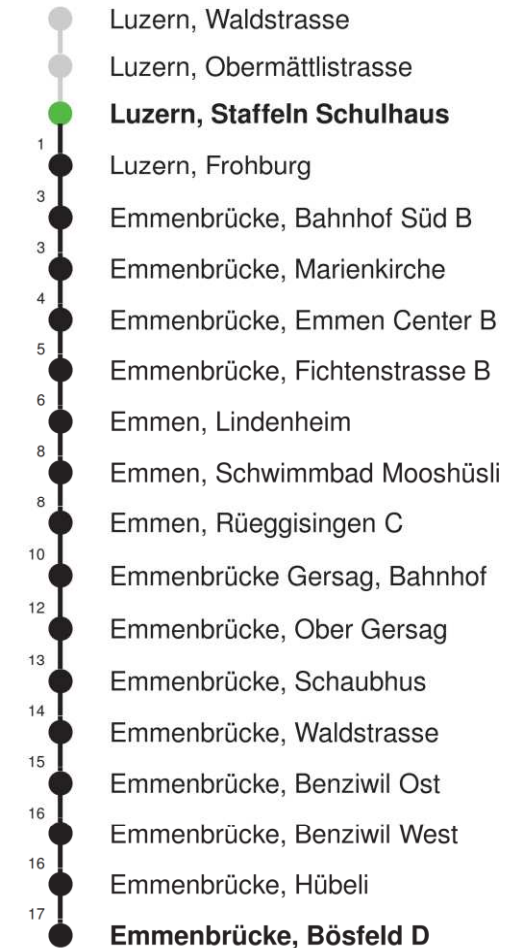 Luzern, Waldstrasse
Luzern, Obermättlistrasse
Luzern, Staffeln Schulhaus
1
Luzern, Frohburg
3
Emmenbrücke, Bahnhof Süd B
3
Emmenbrücke, Marienkirche
4
Emmenbrücke, Emmen Center B
5
Emmenbrücke, Fichtenstrasse B
6
Emmen, Lindenheim
8
Emmen, Schwimmbad Mooshüsli
8
Emmen, Rüeggisingen C
10
Emmenbrücke Gersag, Bahnhof
12
Emmenbrücke, Ober Gersag
13
Emmenbrücke, Schaubhus
14
Emmenbrücke, Waldstrasse
15
Emmenbrücke, Benziwil Ost
16
Emmenbrücke, Benziwil West
16
Emmenbrücke, Hübeli
17
Emmenbrücke, Bösfeld D